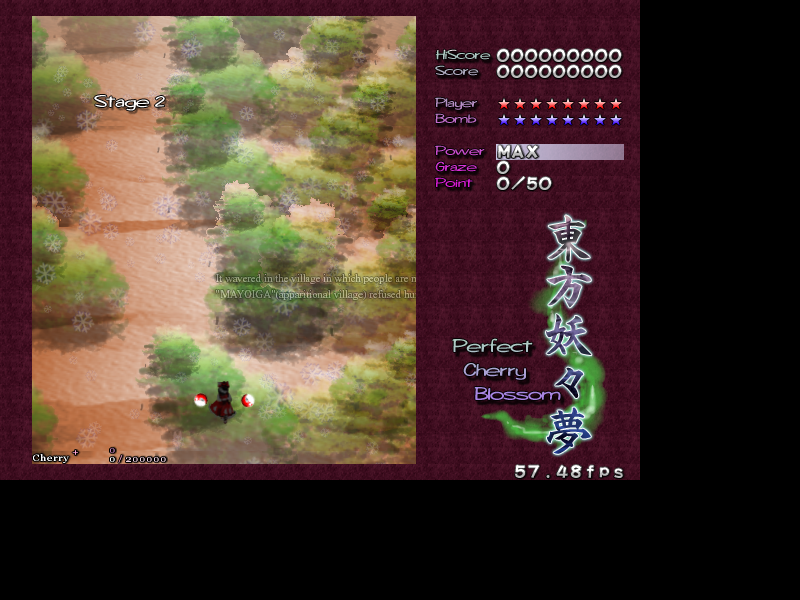 HiScore 000000000
Score 000000000
Stage 2
Player
Bomb
Power MAX
Graze 0
Point 0/50
It wavered in the village in which people are n
"MAYOIGA"(apparitional village) refused hu
東方妖々夢
Perfect
Cherry
Blossom
Cherry + 0
0/200000
57.48fps